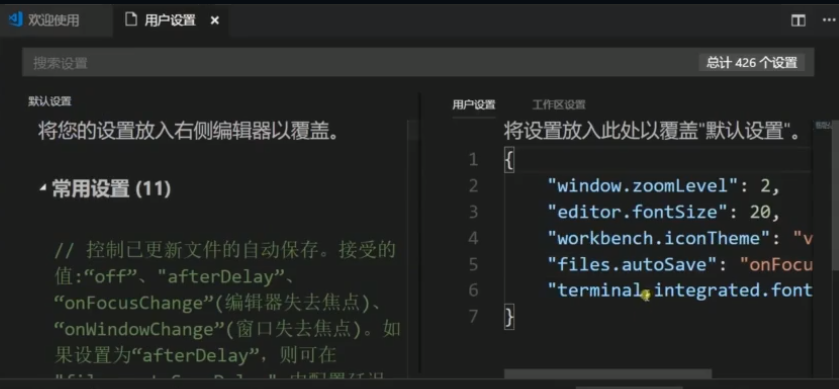 欢迎使用
用户设置
搜索设置
总计 426 个设置
默认设置
将您的设置放入右侧编辑器以覆盖。
常用设置 (11)
// 控制已更新文件的自动保存。接受的
值:“off”、"afterDelay”、
“onFocusChange”(编辑器失去焦点)、
“onWindowChange”(窗口失去焦点)。如
果设置为“afterDelay”，则可在
用户设置
工作区设置
将设置放入此处以覆盖"默认设置"。
1 {
2 "window.zoomLevel": 2,
3 "editor.fontSize": 20,
4 "workbench.iconTheme": "v
5 "files.autoSave": "onFocu
6 "terminal.integrated.font
7 }